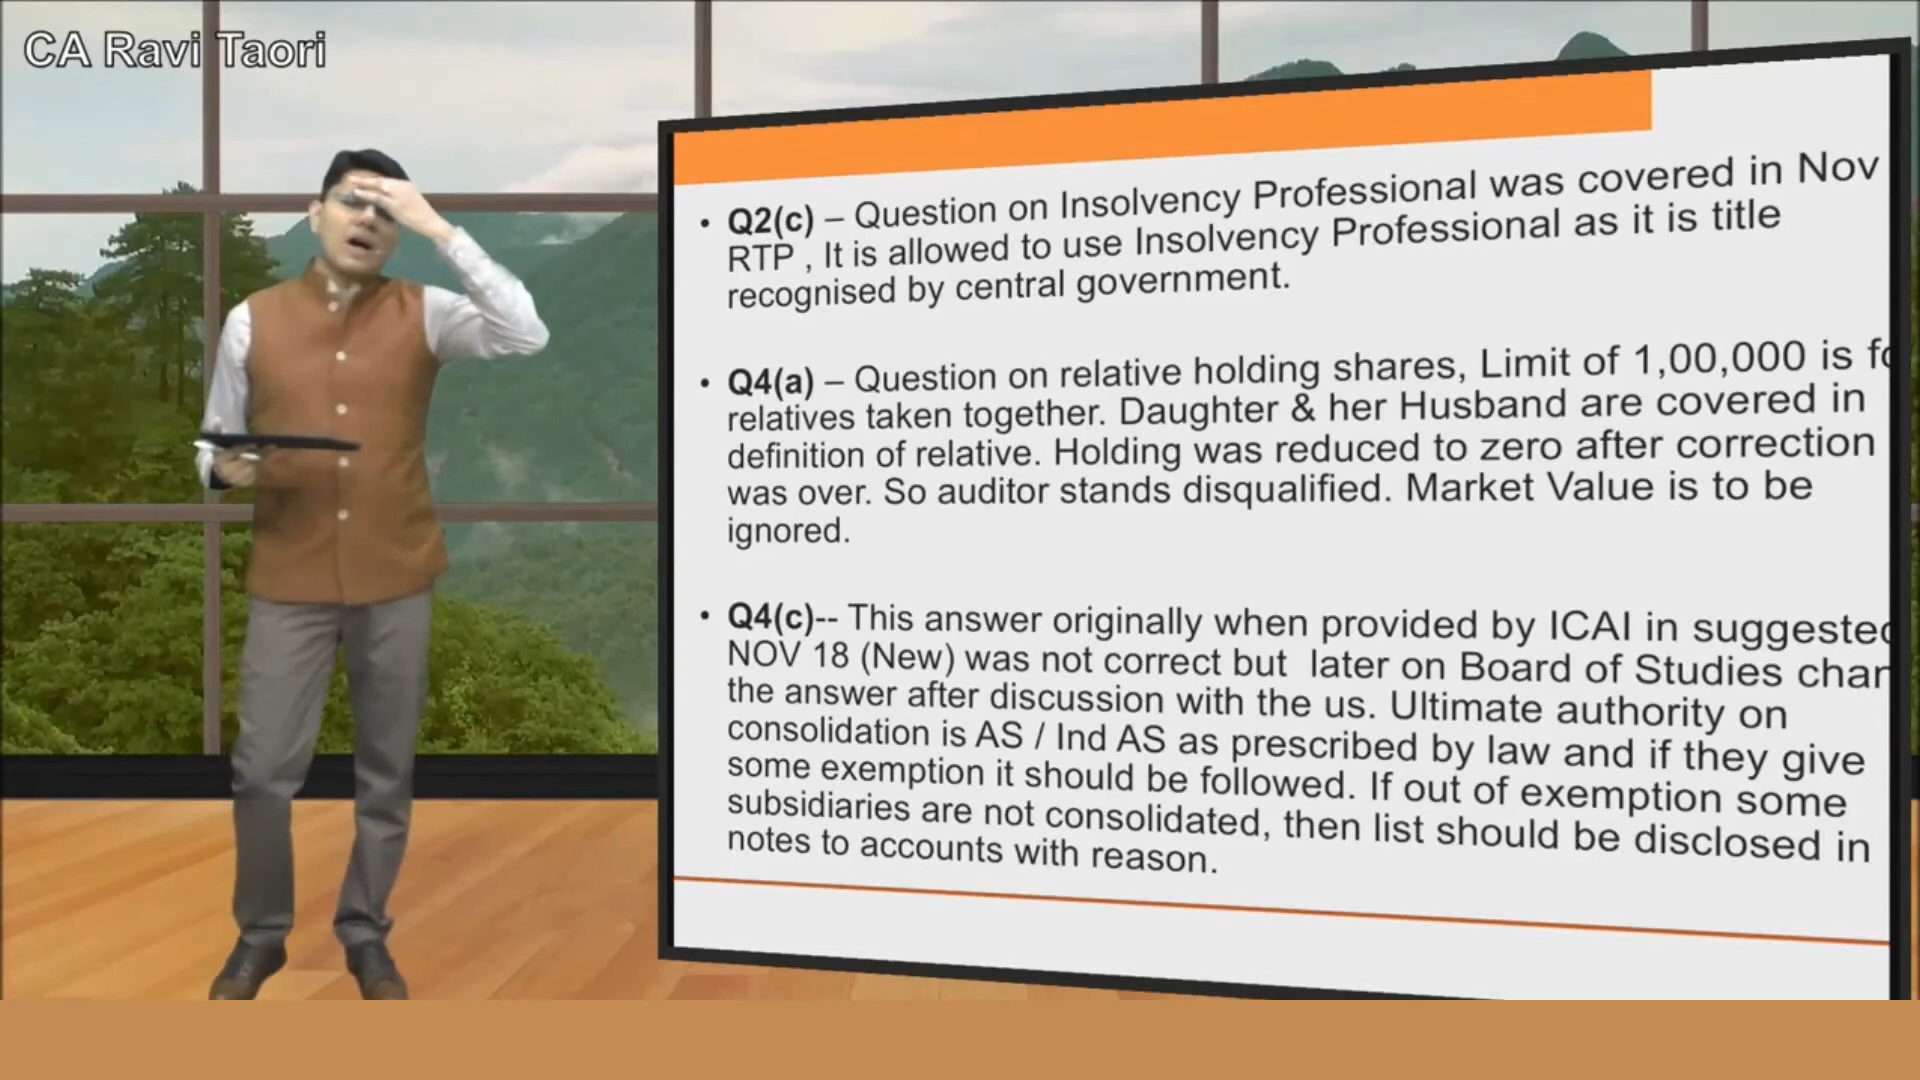 CA Ravi Taori
• Q2(c) – Question on Insolvency Professional was covered in Nov
RTP , It is allowed to use Insolvency Professional as it is title
recognised by central government.
• Q4(a) – Question on relative holding shares, Limit of 1,00,000 is
relatives taken together. Daughter & her Husband are covered in
definition of relative. Holding was reduced to zero after correction
was over. So auditor stands disqualified. Market Value is to be
ignored.
• Q4(c)-- This answer originally when provided by ICAI in suggested
NOV 18 (New) was not correct but later on Board of Studies
the answer after discussion with the us. Ultimate authority on
consolidation is AS / Ind AS as prescribed by law and if they give
some exemption it should be followed. If out of exemption some
subsidiaries are not consolidated, then list should be disclosed in
notes to accounts with reason.